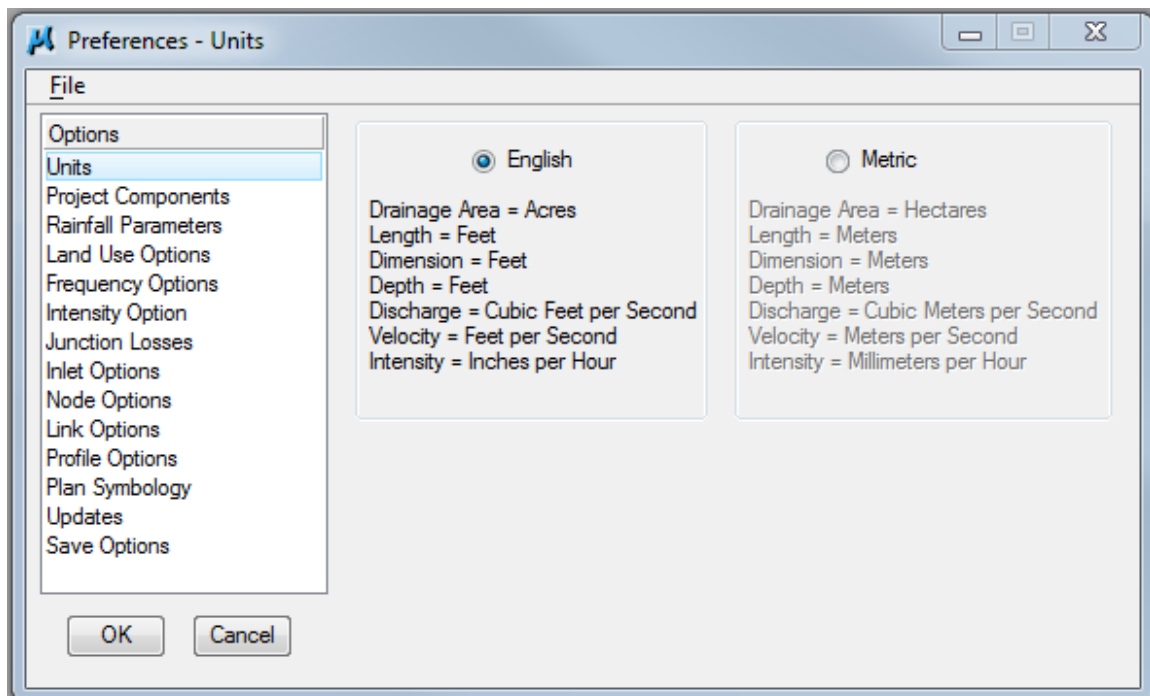 Preferences - Units
File
Options
Units
Project Components
Rainfall Parameters
Land Use Options
Frequency Options
Intensity Option
Junction Losses
Inlet Options
Node Options
Link Options
Profile Options
Plan Symbology
Updates
Save Options
OK
Cancel
English
Drainage Area = Acres
Length = Feet
Dimension = Feet
Depth = Feet
Discharge = Cubic Feet per Second
Velocity = Feet per Second
Intensity = Inches per Hour
Metric
Drainage Area = Hectares
Length = Meters
Dimension = Meters
Depth = Meters
Discharge = Cubic Meters per Second
Velocity = Meters per Second
Intensity = Millimeters per Hour